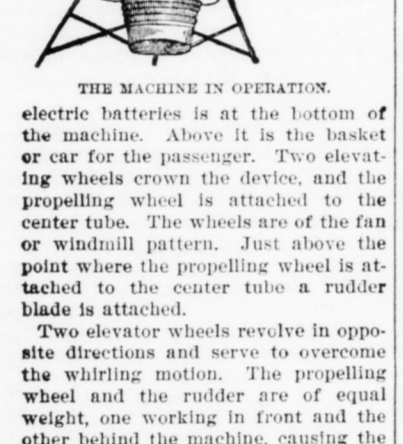 THE MACHINE IN OPERATION.
electric batteries is at the bottom of
the machine. Above it is the basket
or car for the passenger. Two elevat-
ing wheels crown the device, and the
propelling wheel is attached to the
center tube. The wheels are of the fan
or windmill pattern. Just above the
point where the propelling wheel is at-
tached to the center tube a rudder
blade is attached.
Two elevator wheels revolve in oppo-
site directions and serve to overcome
the whirling motion. The propelling
wheel and the rudder are of equal
weight, one working in front and the
other behind the machine, causing the